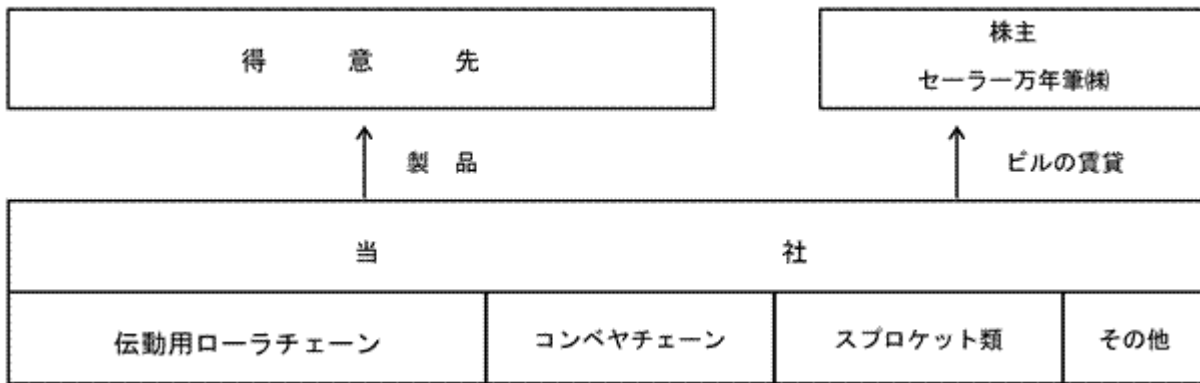 得意先
株主
セーラー万年筆㈱
製品
ビルの賃貸
当社
伝動用ローラチェーン
コンベヤチェーン
スプロケット類
その他